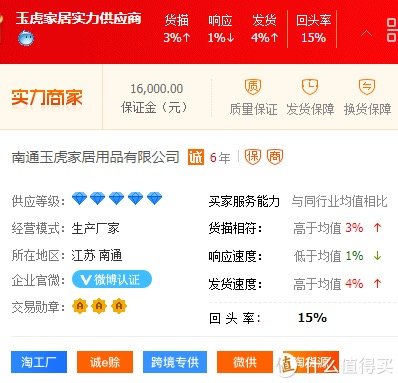 玉虎家居实力供应商
货描 响应 发货 回头率
3%↑ 1%↓ 4%↑ 15%
实力商家
16,000.00
保证金（元）
质量保证 发货保障 换货保障
南通玉虎家居用品有限公司 诚 6年 保 商
供应等级：
经营模式： 生产厂家
所在地区： 江苏 南通
企业官微： 微博认证
交易勋章： A A A
买家服务能力 与同行业均值相比
货描相符： 高于均值 3% ↑
响应速度： 低于均值 1% ↓
发货速度： 高于均值 4% ↑
回 头 率： 15%
淘工厂 诚e赊 跨境专供 微供 淘货源
值 什么值得买